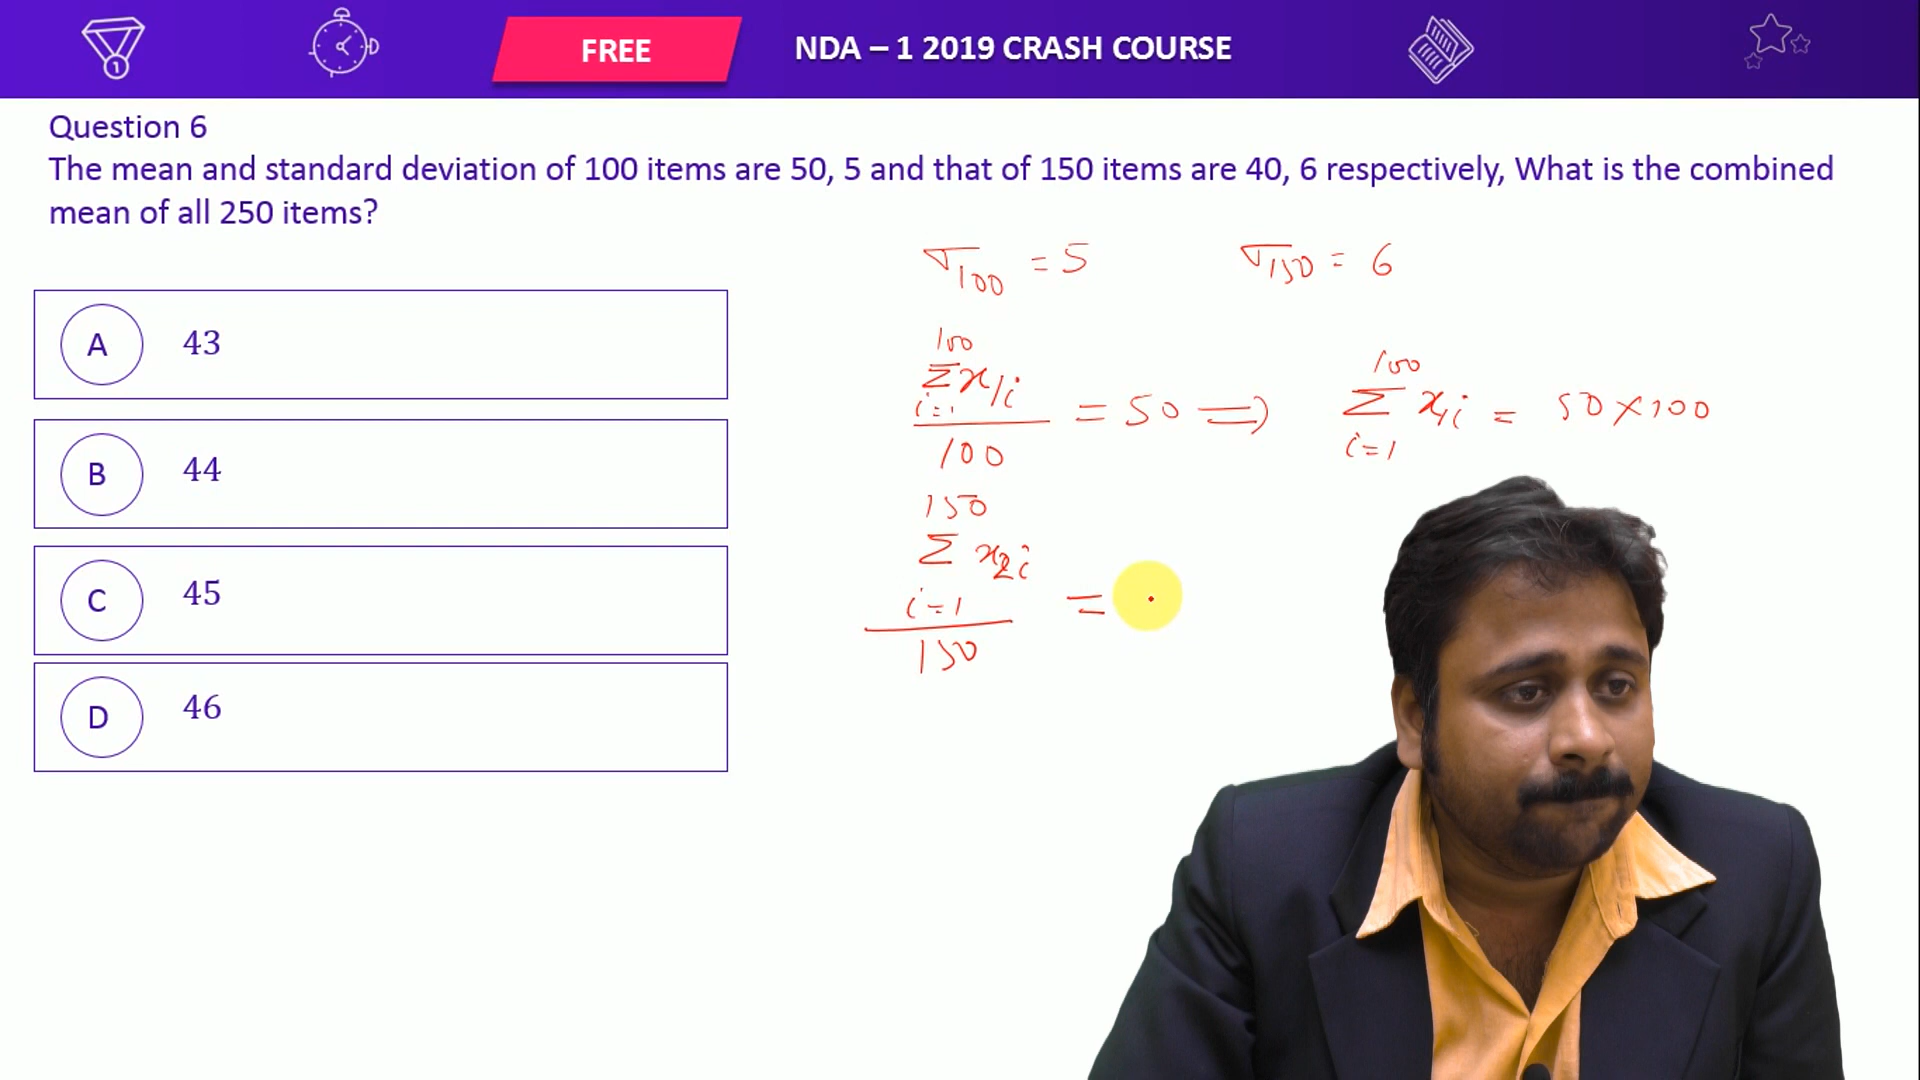 FREE
NDA – 1 2019 CRASH COURSE
Question 6
The mean and standard deviation of 100 items are 50, 5 and that of 150 items are 40, 6 respectively, What is the combined
mean of all 250 items?
A 43
B 44
C 45
D 46
σ₁₀₀ = 5 σ₁₅₀ = 6
100
Σ x₁i
i=1
100
= 50 ⇒
100
Σ x₁i = 50×100
i=1
150
Σ x₂i
i=1
150
=
1